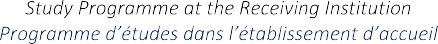 Study Programme at the Receiving Institution
Programme d'études dans l'établissement d'accueil